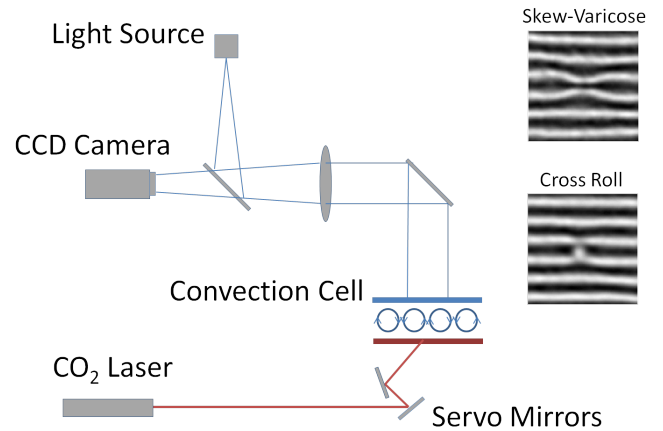 Skew-Varicose
Light Source
CCD Camera
Cross Roll
Convection Cell
CO₂ Laser
Servo Mirrors